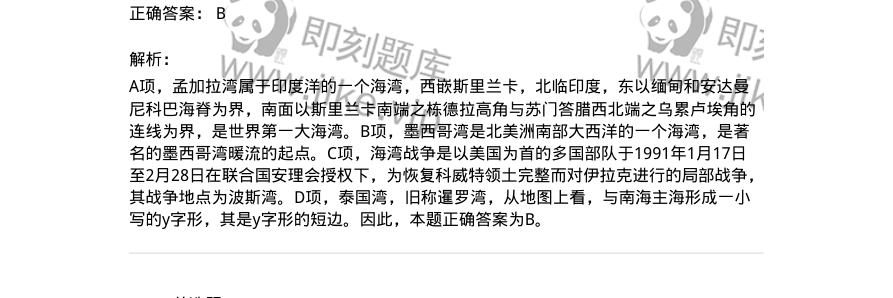 正确答案： B
即刻题库
www.jike.vip
解析：
A项，孟加拉湾属于印度洋的一个海湾，西嵌斯里兰卡，北临印度，东以缅甸和安达曼
尼科巴海脊为界，南面以斯里兰卡南端之栋德拉高角与苏门答腊西北端之乌累卢埃角的
连线为界，是世界第一大海湾。B项，墨西哥湾是北美洲南部大西洋的一个海湾，是著
名的墨西哥湾暖流的起点。C项，海湾战争是以美国为首的多国部队于1991年1月17日
至2月28日在联合国安理会授权下，为恢复科威特领土完整而对伊拉克进行的局部战争，
其战争地点为波斯湾。D项，泰国湾，旧称暹罗湾，从地图上看，与南海主海形成一小
写的y字形，其是y字形的短边。因此，本题正确答案为B。